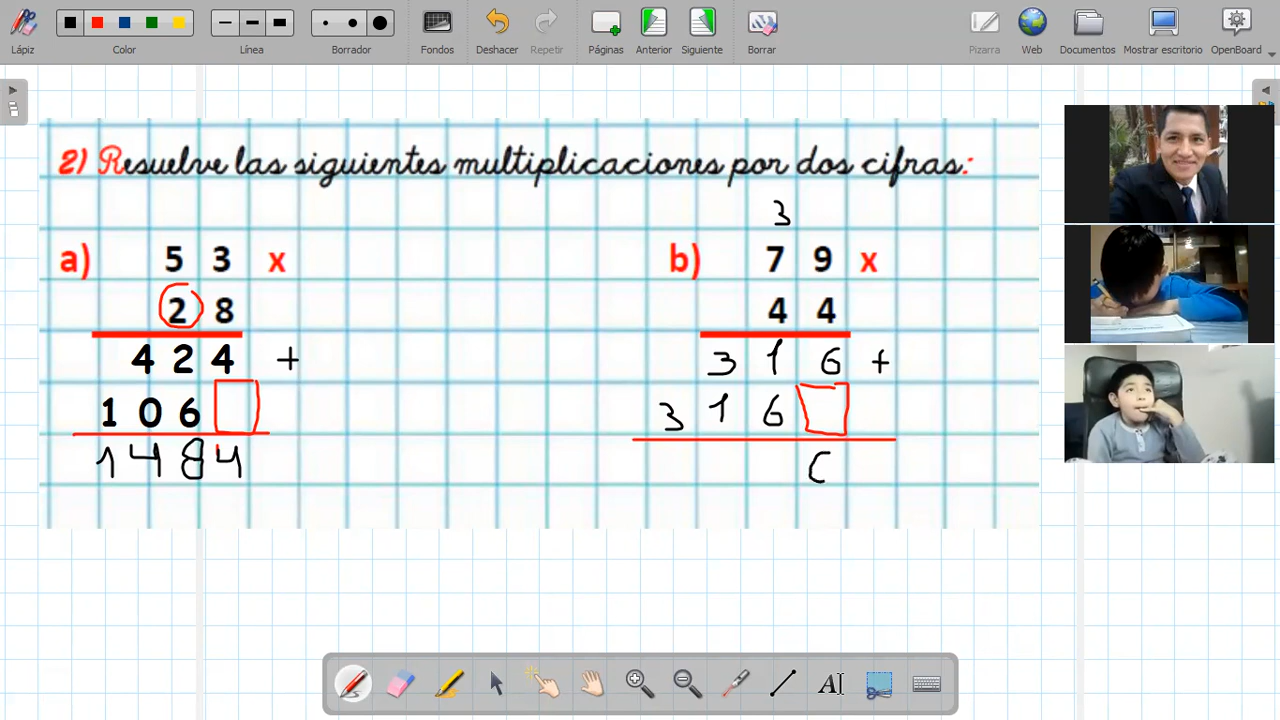 Lápiz Color Línea Borrador Fondos Deshacer Repetir Páginas Anterior Siguiente Borrar Pizarra Web Documentos Mostrar escritorio OpenBoard
2) Resuelve las siguientes multiplicaciones por dos cifras:
3
a) 5 3 x b) 7 9 x
2 8 4 4
4 2 4 + 3 1 6 +
1 0 6 3 1 6
1 4 8 4